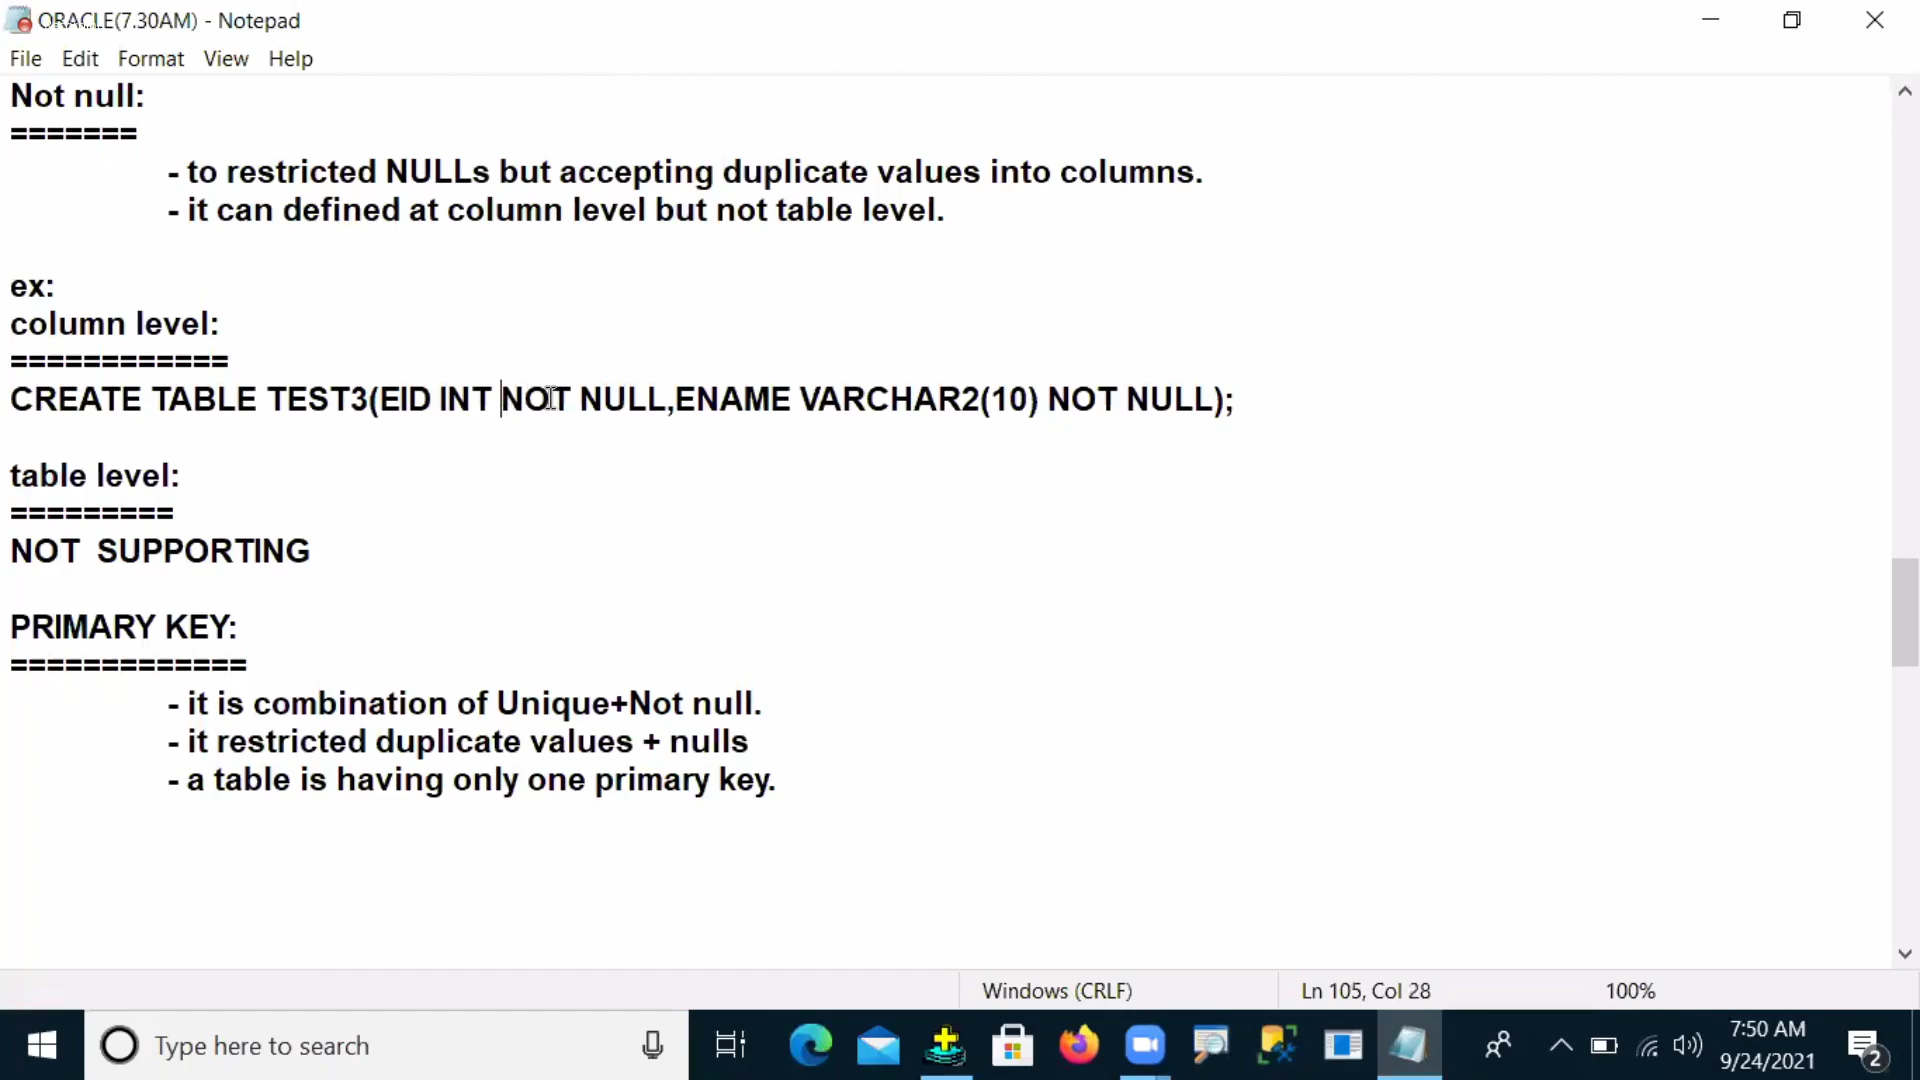 ORACLE(7.30AM) - Notepad
File Edit Format View Help
Not null:
=======
- to restricted NULLs but accepting duplicate values into columns.
- it can defined at column level but not table level.
ex:
column level:
============
CREATE TABLE TEST3(EID INT NOT NULL,ENAME VARCHAR2(10) NOT NULL);
table level:
=========
NOT  SUPPORTING
PRIMARY KEY:
=============
- it is combination of Unique+Not null.
- it restricted duplicate values + nulls
- a table is having only one primary key.
Windows (CRLF) Ln 105, Col 28 100%
Type here to search
7:50 AM
9/24/2021
2